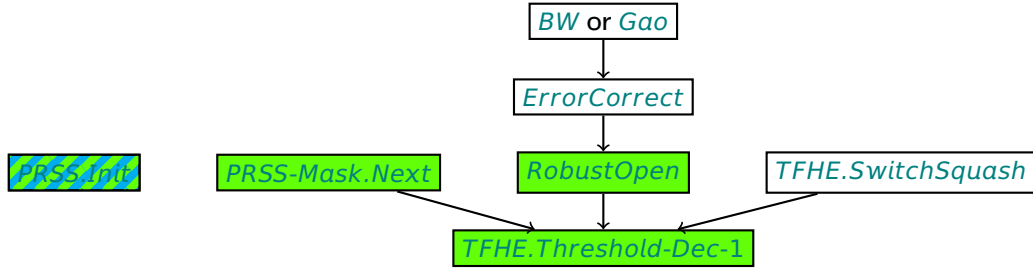 BW or Gao
ErrorCorrect
PRSS.Init
PRSS-Mask.Next
RobustOpen
TFHE.SwitchSquash
TFHE.Threshold-Dec-1